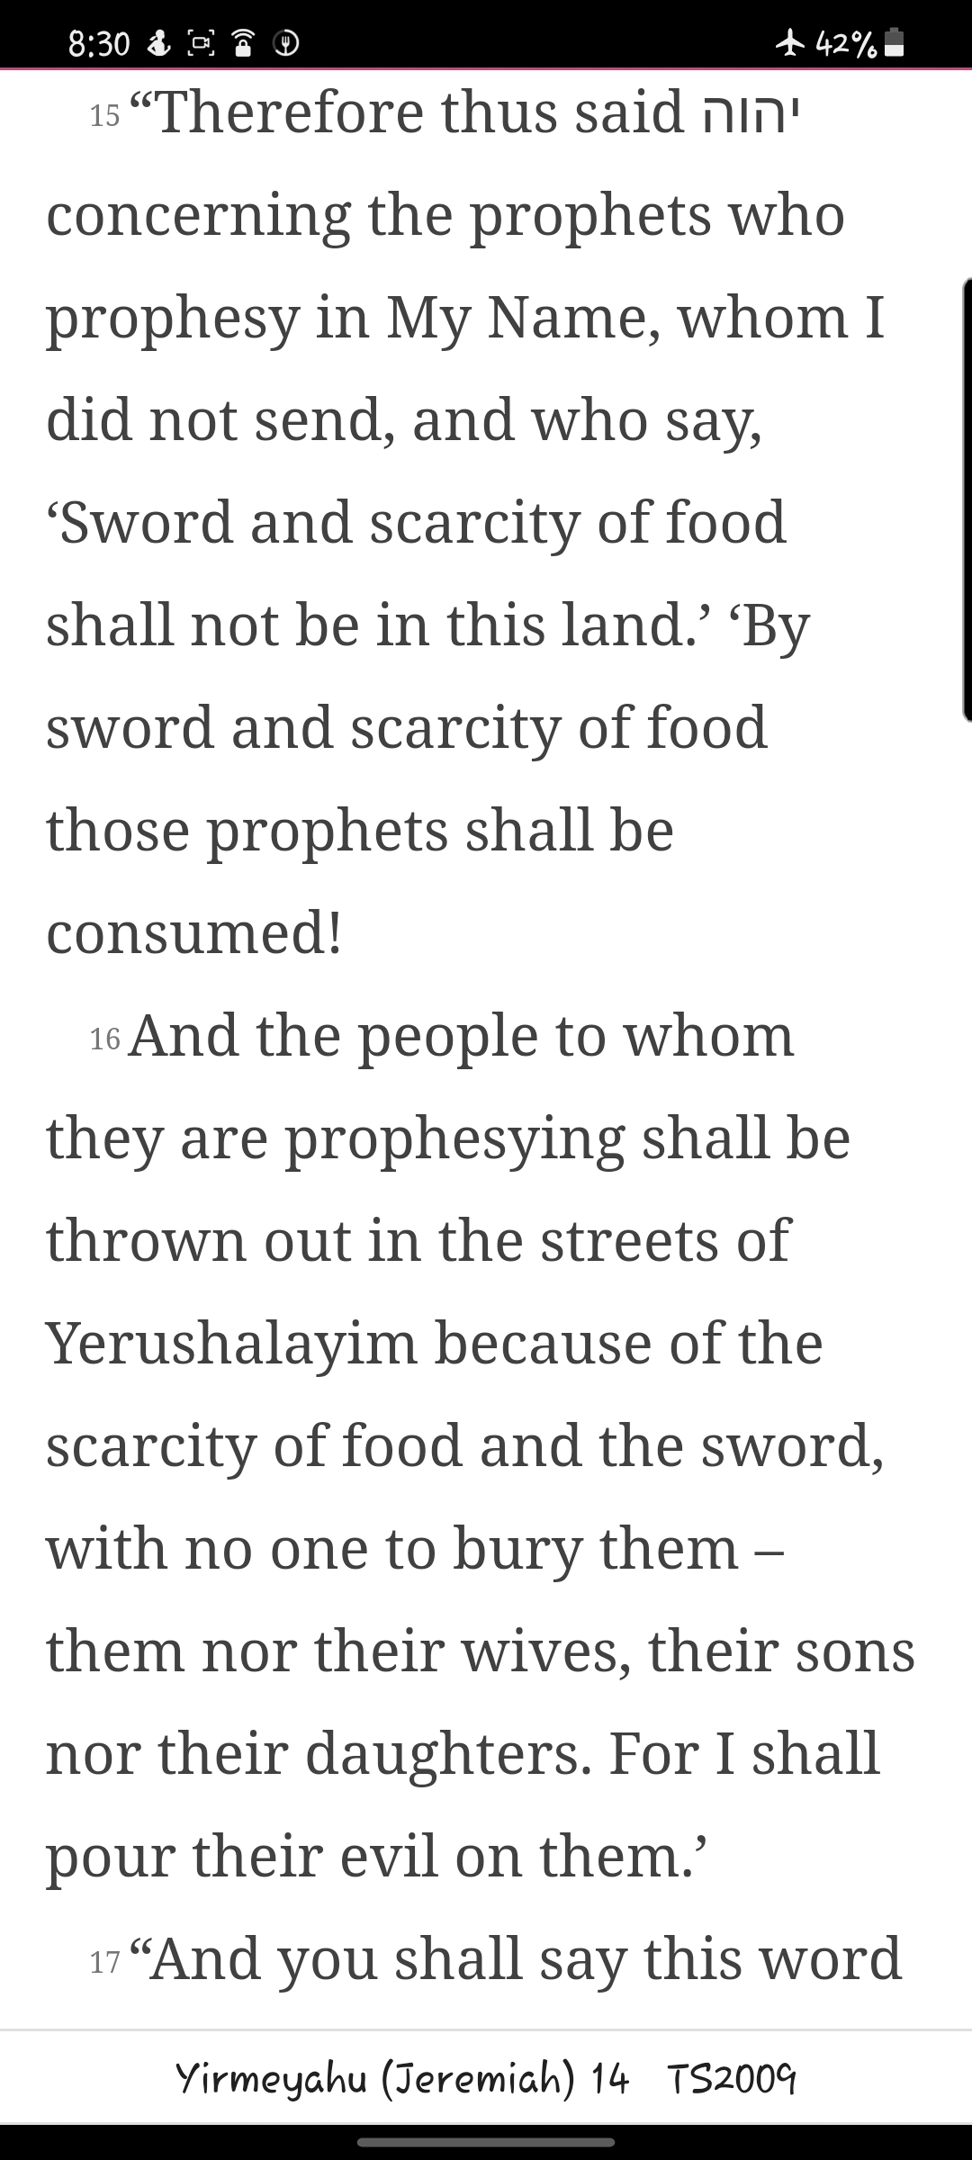 8:30 42%
15 “Therefore thus said יהוה
concerning the prophets who
prophesy in My Name, whom I
did not send, and who say,
‘Sword and scarcity of food
shall not be in this land.’ ‘By
sword and scarcity of food
those prophets shall be
consumed!
16 And the people to whom
they are prophesying shall be
thrown out in the streets of
Yerushalayim because of the
scarcity of food and the sword,
with no one to bury them –
them nor their wives, their sons
nor their daughters. For I shall
pour their evil on them.’
17 “And you shall say this word
Yirmeyahu (Jeremiah) 14 TS2009